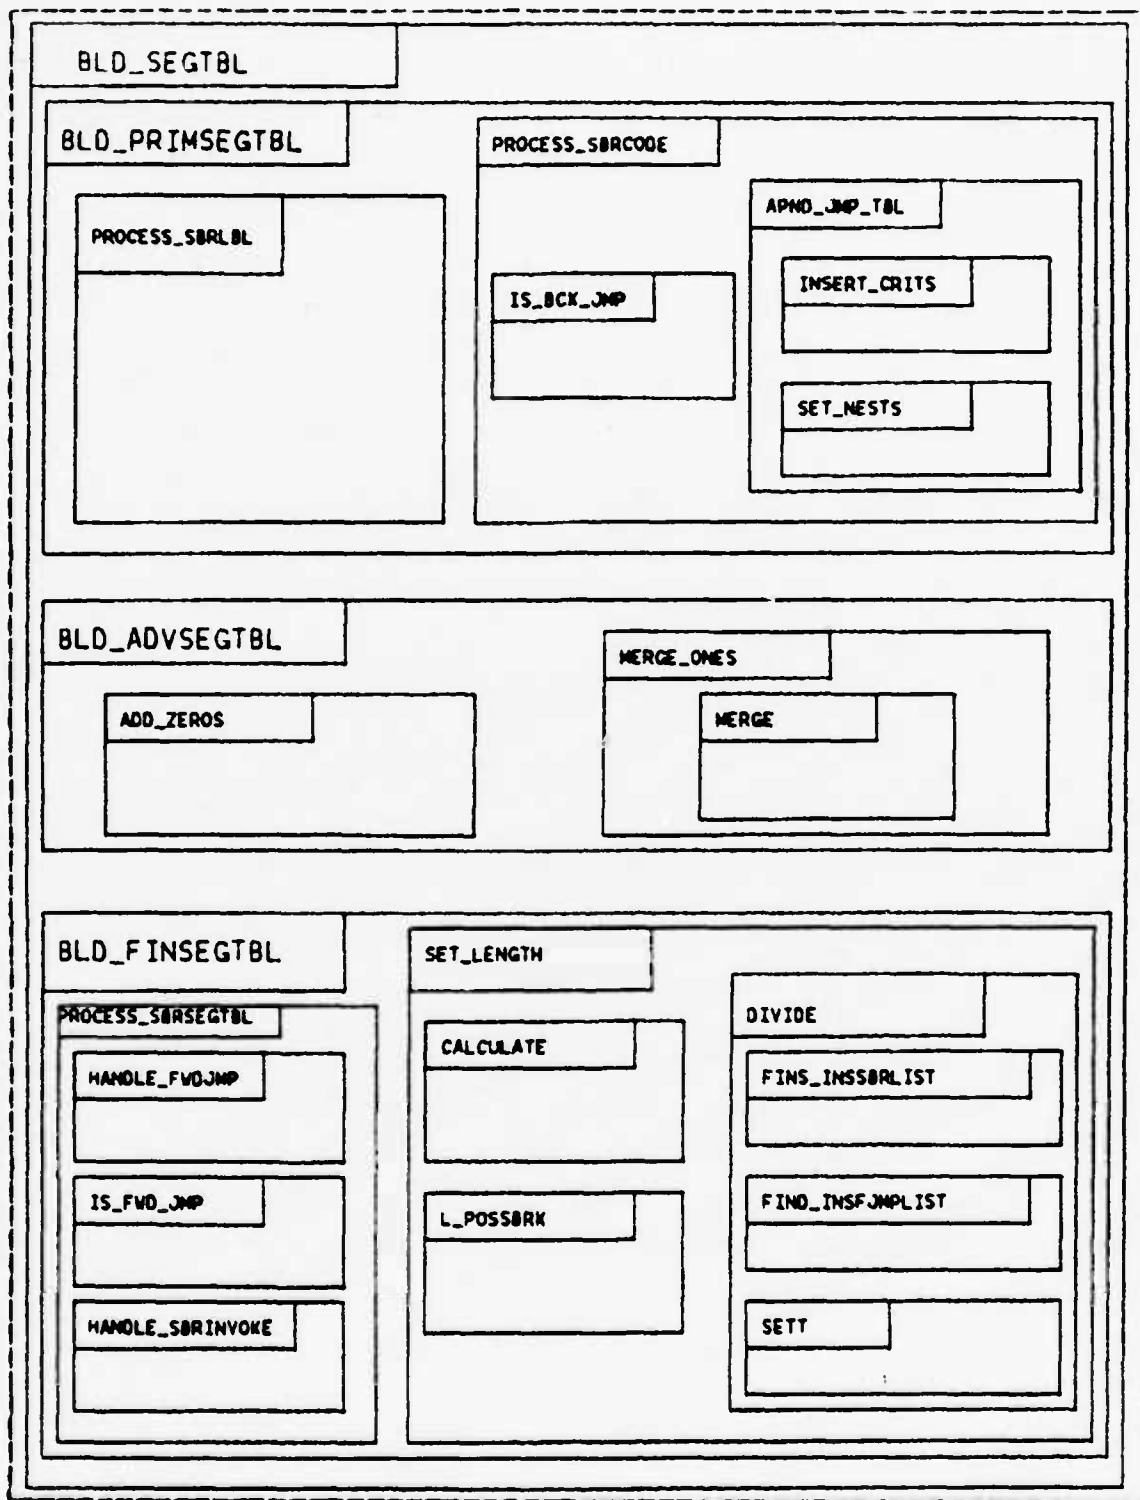 BLD_SEGTBL
BLD_PRIMSEGTBL
PROCESS_SBRCODE
PROCESS_SBRLBL
APND_JMP_TBL
IS_BCK_JMP
INSERT_CRITS
SET_NESTS
BLD_ADVSEGTBL
MERGE_ONES
ADD_ZEROS
MERGE
BLD_FINSEGTBL
SET_LENGTH
PROCESS_SBRSEGTBL
DIVIDE
HANDLE_FWDJMP
CALCULATE
FINS_INSSBRLIST
IS_FWD_JMP
L_POSSBRK
FIND_INSFJMPLIST
HANDLE_SBRINVOKE
SETT